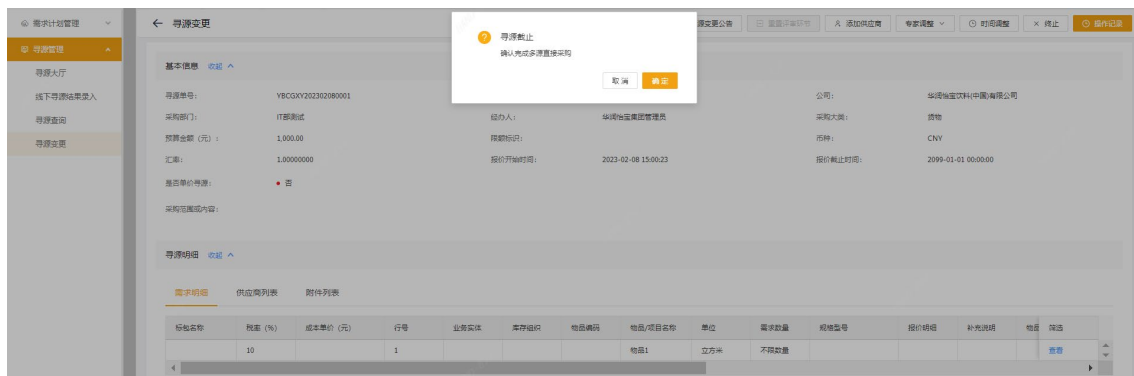 需求计划管理
寻源管理
寻源大厅
线下寻源结果录入
寻源查询
寻源变更
← 寻源变更
源变更公告
重置评审环节
添加供应商
专家调整
时间调整
× 终止
操作记录
寻源截止
确认完成多源直接采购
取消
确定
基本信息 收起
寻源单号: YBCGXY202302080001
公司: 华润怡宝饮料(中国)有限公司
采购部门: IT部测试
经办人: 华润怡宝集团管理员
采购大类: 货物
预算金额（元）: 1,000.00
限额标识:
币种: CNY
汇率: 1.00000000
报价开始时间: 2023-02-08 15:00:23
报价截止时间: 2099-01-01 00:00:00
是否单价寻源: 否
采购范围或内容:
寻源明细 收起
需求明细 供应商列表 附件列表
标包名称 税率（%） 成本单价（元） 行号 业务实体 库存组织 物品编码 物品/项目名称 单位 需求数量 规格型号 报价明细 补充说明 物品 筛选
10 1 物品1 立方米 不限数量 查看